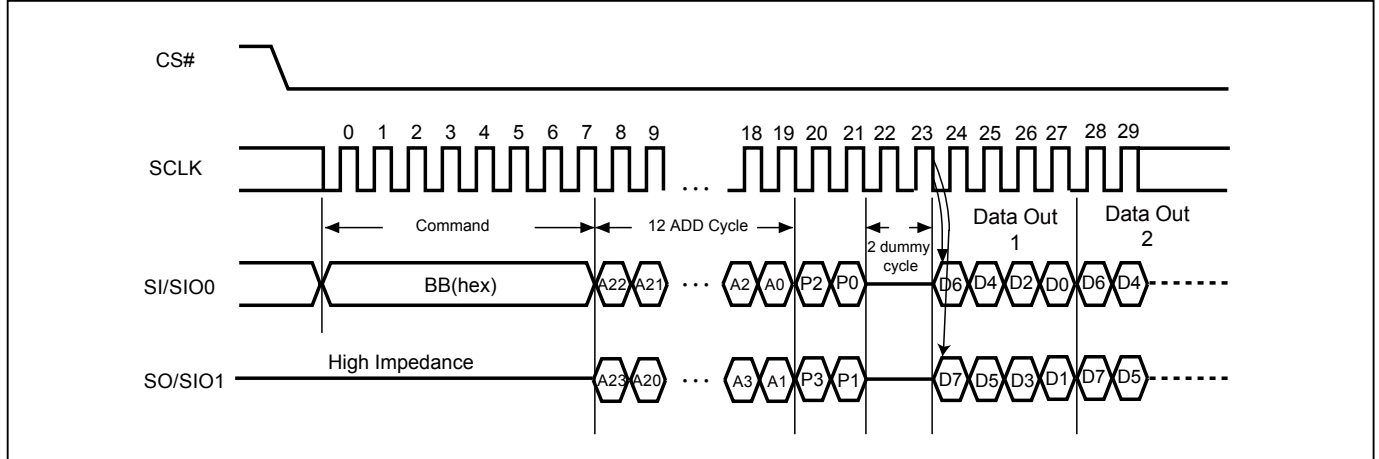 CS#
0 1 2 3 4 5 6 7 8 9 18 19 20 21 22 23 24 25 26 27 28 29
SCLK
...
Command
12 ADD Cycle
2 dummy
cycle
Data Out
1
Data Out
2
SI/SIO0
BB(hex)
A22 A21 ... A2 A0 P2 P0 D6 D4 D2 D0 D6 D4
High Impedance
SO/SIO1
A23 A20 ... A3 A1 P3 P1 D7 D5 D3 D1 D7 D5